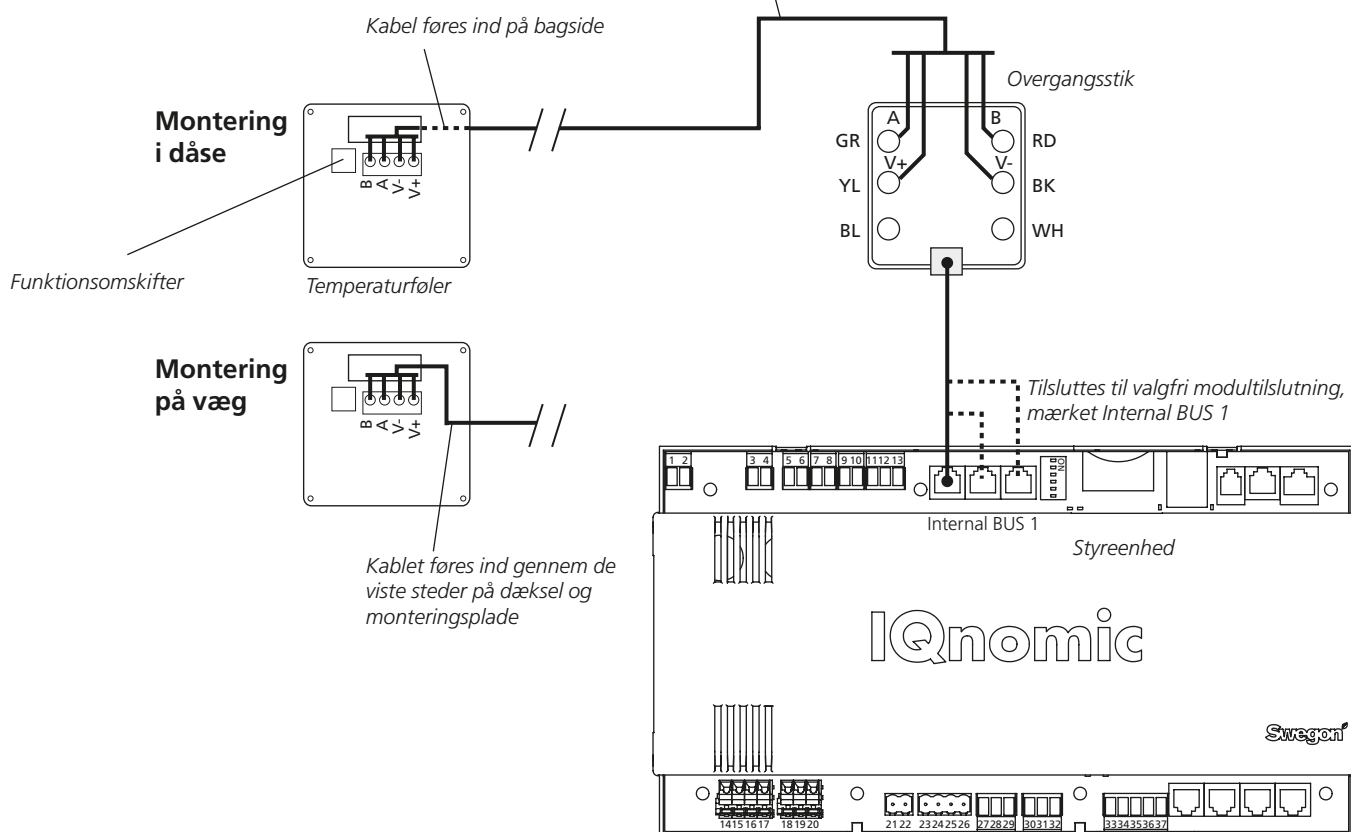 Kabel føres ind på bagside
Overgangsstik
Montering
i dåse
A
B
GR
RD
V+
V-
YL
BK
BL
WH
B
A
V-
V+
Funktionsomskifter
Temperaturføler
Montering
på væg
B
A
V-
V+
Tilsluttes til valgfri modultilslutning,
mærket Internal BUS 1
1 2
3 4
5 6
7 8
9 10
11 12 13
ON
Internal BUS 1
Styreenhed
Kablet føres ind gennem de
viste steder på dæksel og
monteringsplade
IQnomic
Swegon
14 15 16 17
18 19 20
21 22
23 24 25 26
27 28 29
30 31 32
33 34 35 36 37